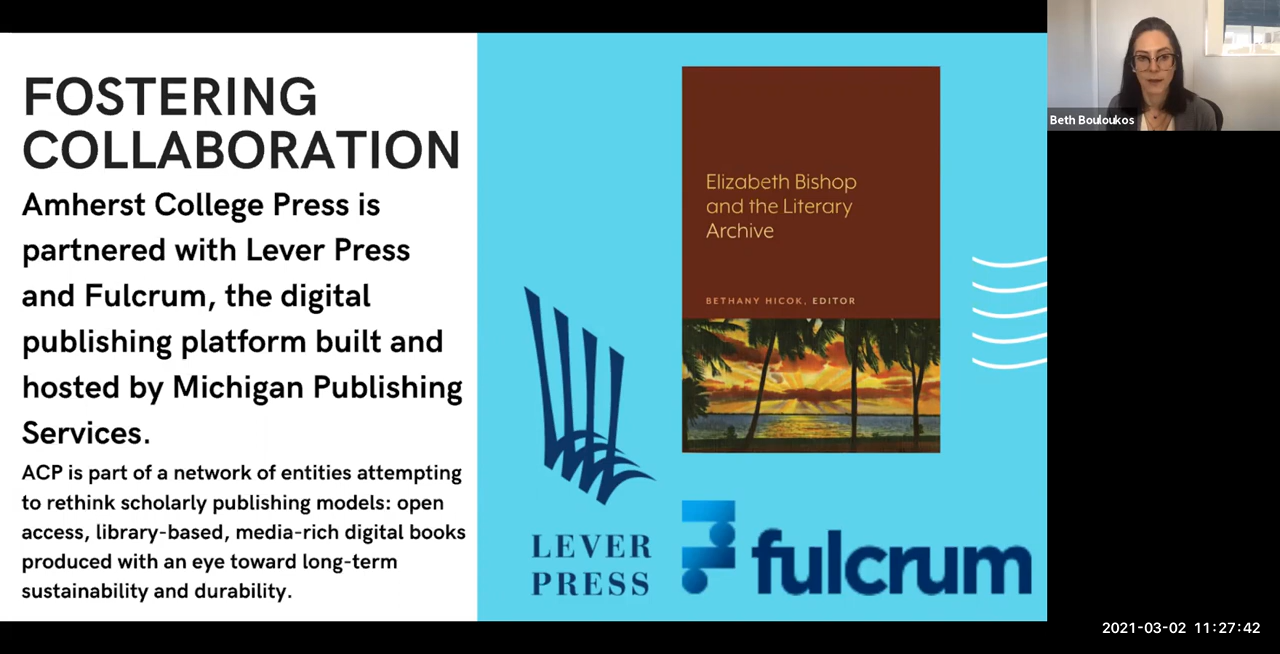 FOSTERING
COLLABORATION
Amherst College Press is
partnered with Lever Press
and Fulcrum, the digital
publishing platform built and
hosted by Michigan Publishing
Services.
ACP is part of a network of entities attempting
to rethink scholarly publishing models: open
access, library-based, media-rich digital books
produced with an eye toward long-term
sustainability and durability.
Elizabeth Bishop
and the Literary
Archive
BETHANY HICOK, EDITOR
LEVER
PRESS
fulcrum
Beth Bouloukos
2021-03-02 11:27:42